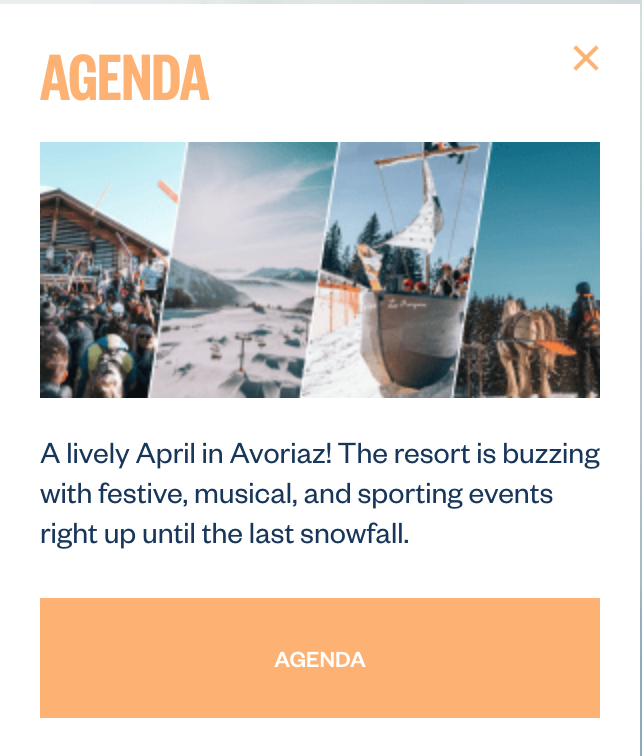 AGENDA
A lively April in Avoriaz! The resort is buzzing
with festive, musical, and sporting events
right up until the last snowfall.
AGENDA